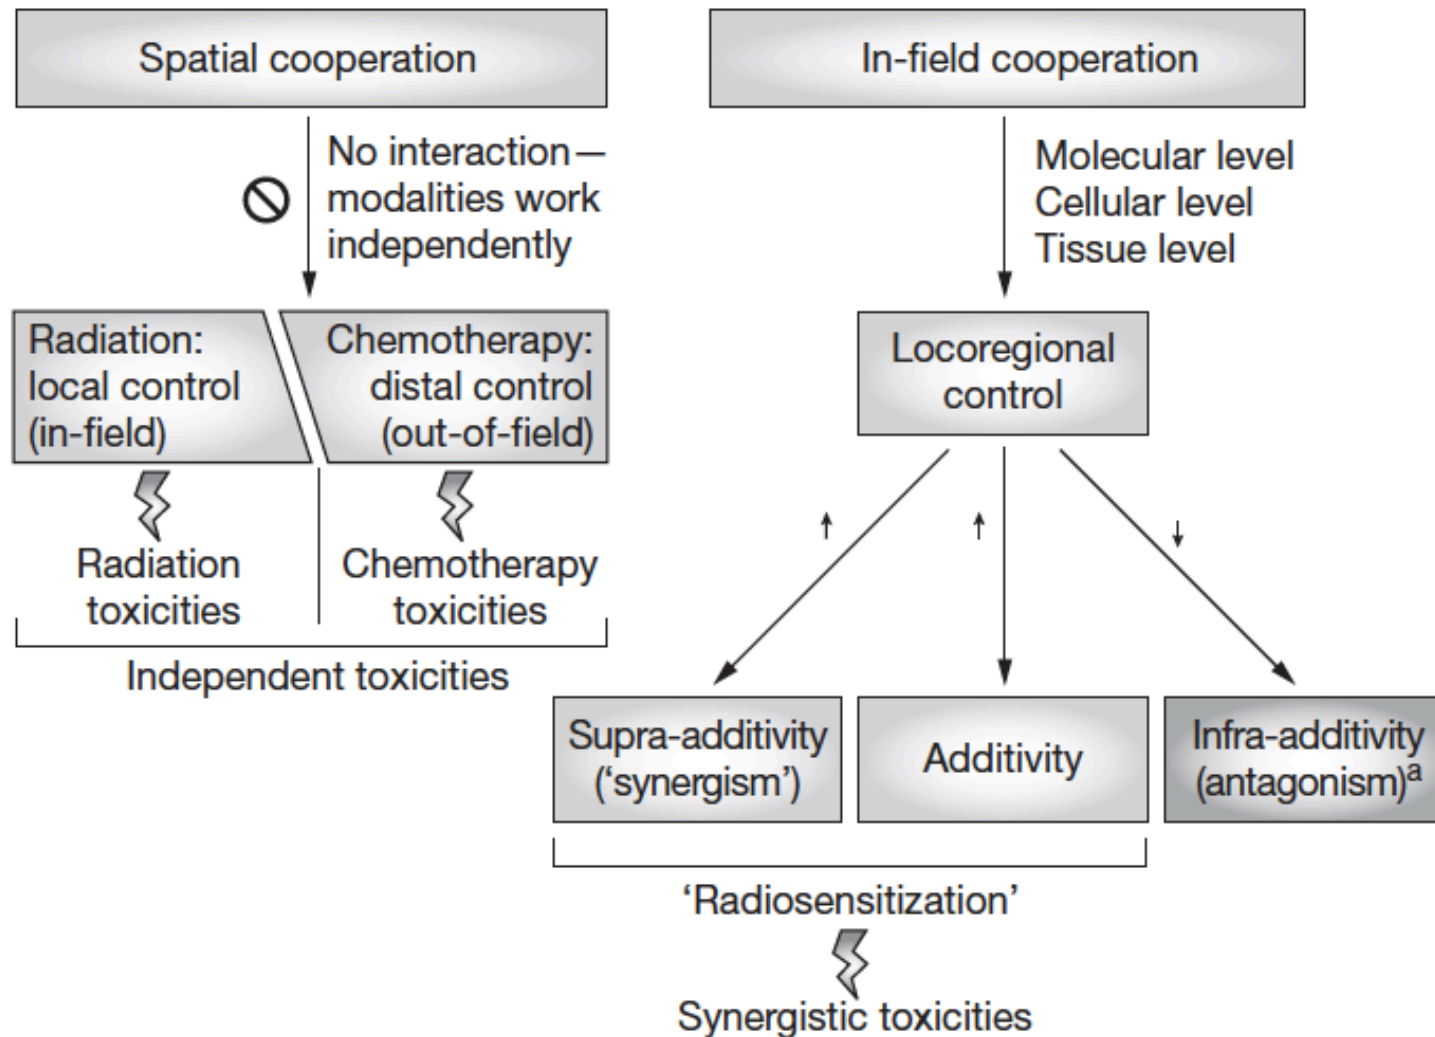 Spatial cooperation
No interaction—
modalities work
independently
Radiation:
local control
(in-field)
Chemotherapy:
distal control
(out-of-field)
Radiation
toxicities
Chemotherapy
toxicities
Independent toxicities
In-field cooperation
Molecular level
Cellular level
Tissue level
Locoregional
control
Supra-additivity
(‘synergism’)
Additivity
Infra-additivity
(antagonism)ᵃ
‘Radiosensitization’
Synergistic toxicities